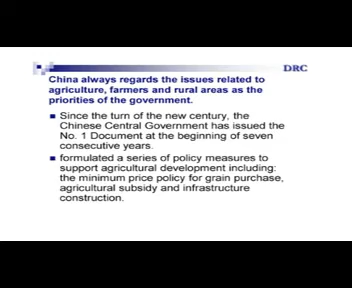 DRC
China always regards the issues related to
agriculture, farmers and rural areas as the
priorities of the government.
Since the turn of the new century, the
Chinese Central Government has issued the
No. 1 Document at the beginning of seven
consecutive years.
formulated a series of policy measures to
support agricultural development including:
the minimum price policy for grain purchase,
agricultural subsidy and infrastructure
construction.